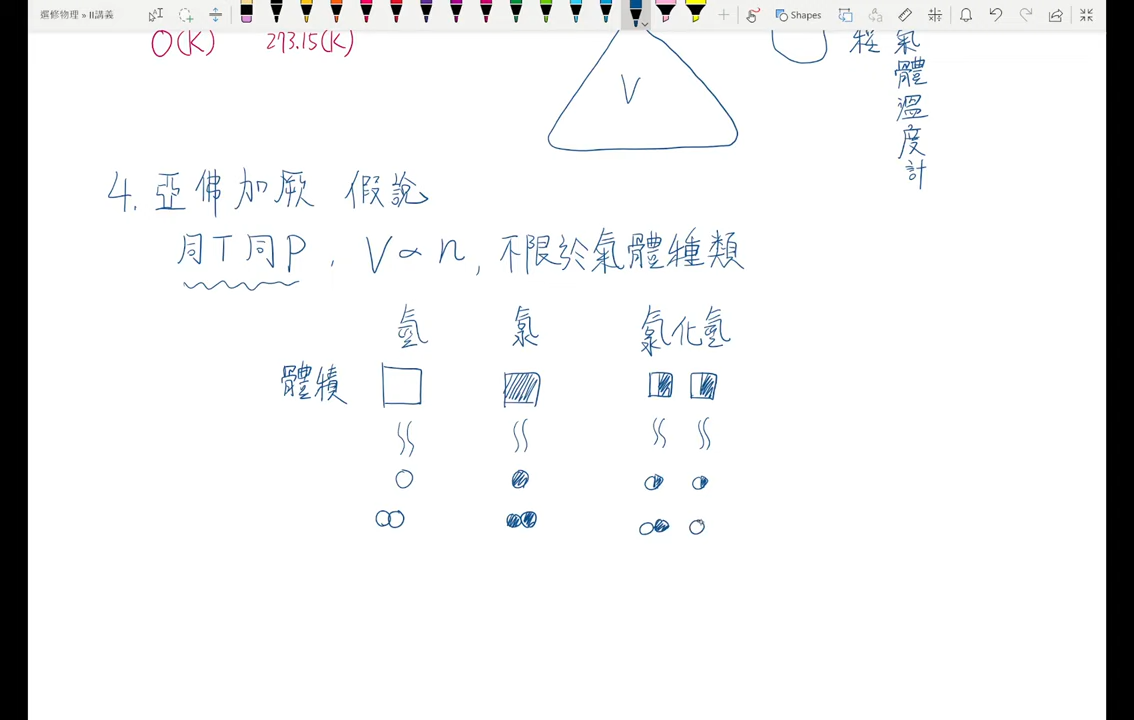 選修物理 » II講義
Shapes
O(K) 273.15(K)
V
程
氣體溫度計
4. 亞佛加厥 假說
同T同P, V∝n, 不限於氣體種類
氫 氯 氯化氫
體積